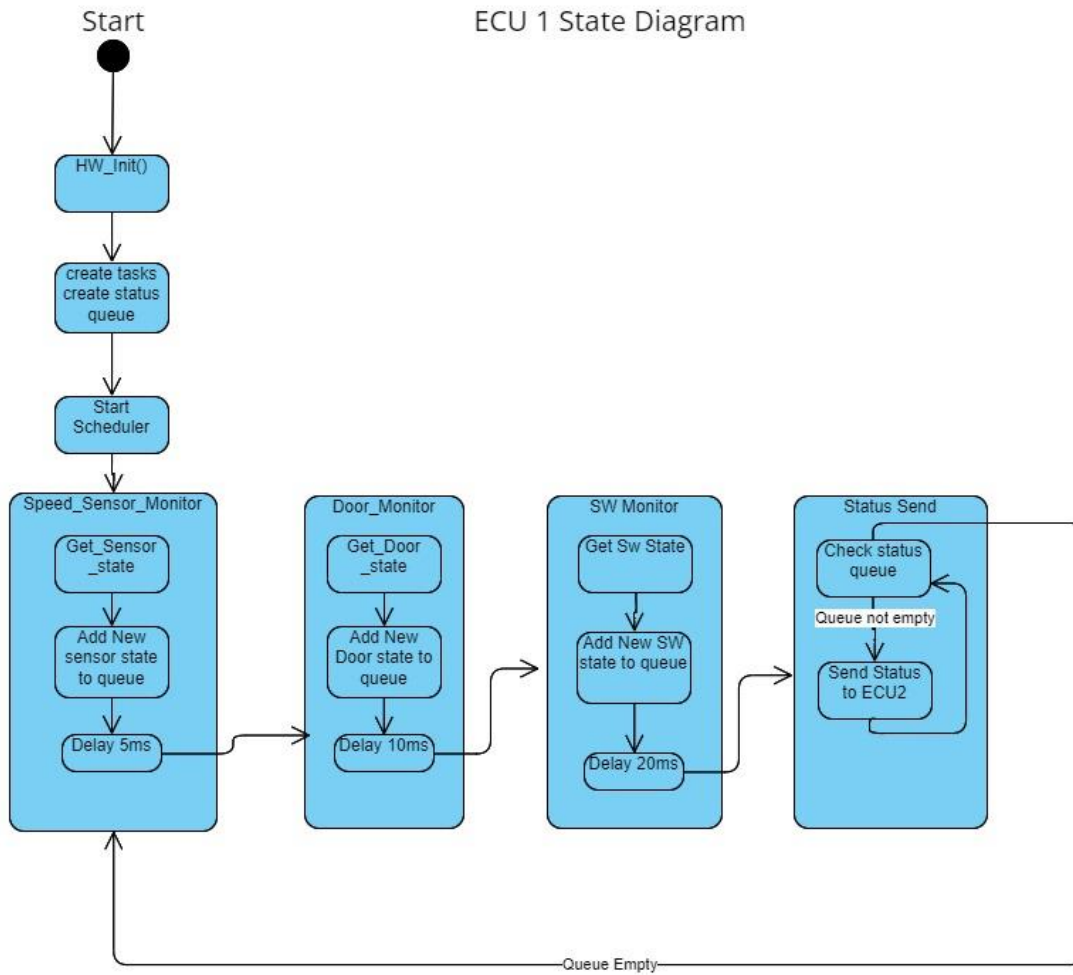 Start
ECU 1 State Diagram
HW_Init()
create tasks
create status
queue
Start
Scheduler
Speed_Sensor_Monitor
Get_Sensor
_state
Add New
sensor state
to queue
Delay 5ms
Door_Monitor
Get_Door
_state
Add New
Door state to
queue
Delay 10ms
SW Monitor
Get Sw State
Add New SW
state to queue
Delay 20ms
Status Send
Check status
queue
Queue not empty
Send Status
to ECU2
Queue Empty